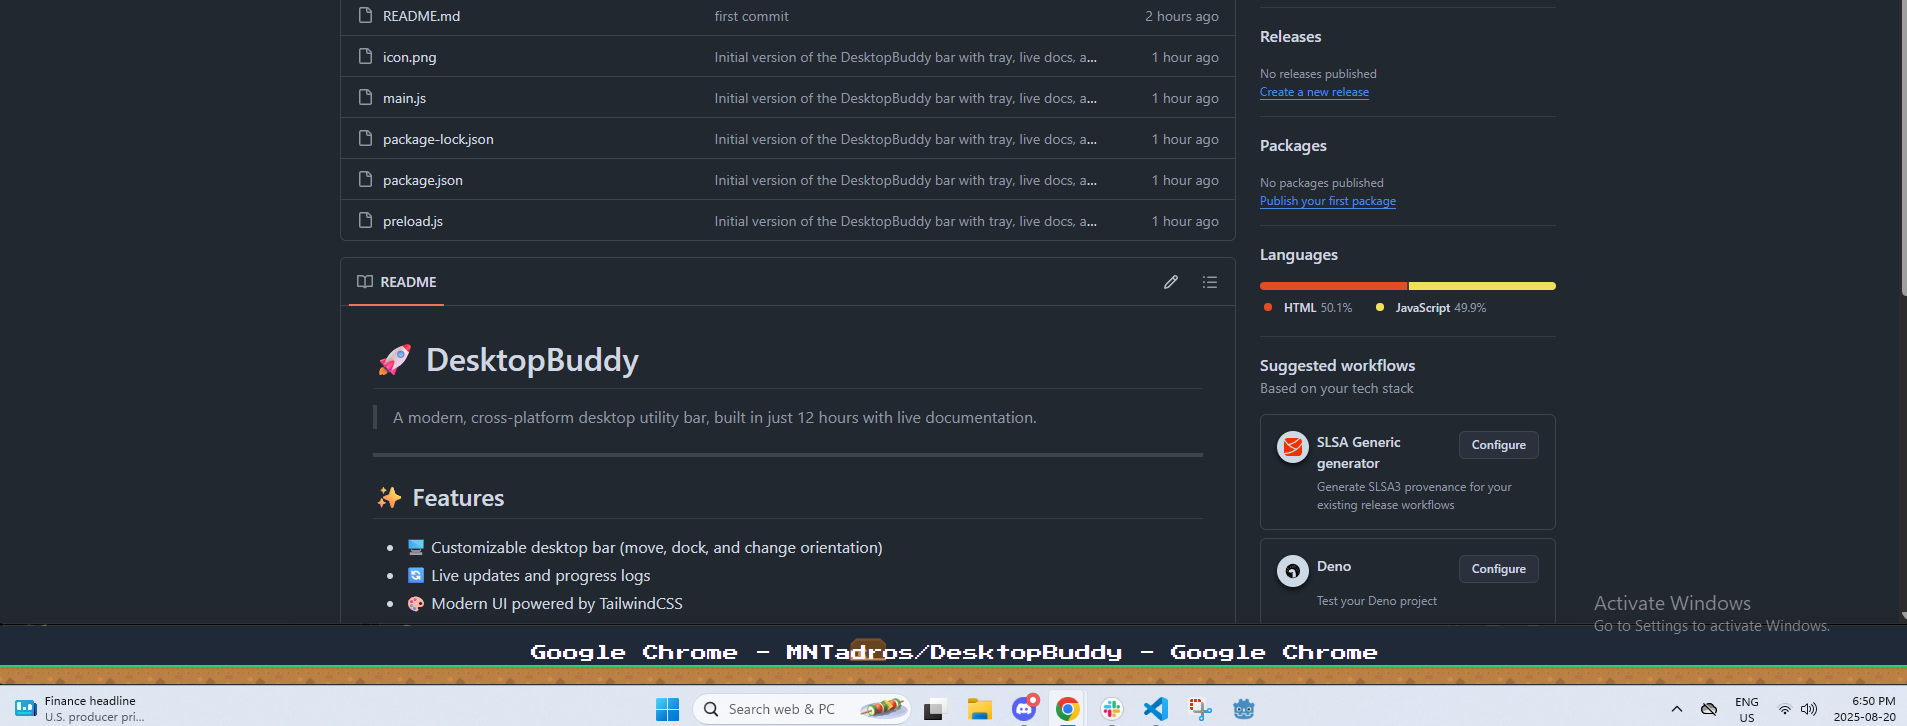 README.md first commit 2 hours ago
icon.png Initial version of the DesktopBuddy bar with tray, live docs, a... 1 hour ago
main.js Initial version of the DesktopBuddy bar with tray, live docs, a... 1 hour ago
package-lock.json Initial version of the DesktopBuddy bar with tray, live docs, a... 1 hour ago
package.json Initial version of the DesktopBuddy bar with tray, live docs, a... 1 hour ago
preload.js Initial version of the DesktopBuddy bar with tray, live docs, a... 1 hour ago
README
🚀 DesktopBuddy
A modern, cross-platform desktop utility bar, built in just 12 hours with live documentation.
✨ Features
• 🖥️ Customizable desktop bar (move, dock, and change orientation)
• 🔄 Live updates and progress logs
• 🎨 Modern UI powered by TailwindCSS
Releases
No releases published
Create a new release
Packages
No packages published
Publish your first package
Languages
HTML 50.1% JavaScript 49.9%
Suggested workflows
Based on your tech stack
SLSA Generic
generator
Configure
Generate SLSA3 provenance for your
existing release workflows
Deno
Configure
Test your Deno project
Activate Windows
Go to Settings to activate Windows.
Google Chrome - MNTadros/DesktopBuddy - Google Chrome
Finance headline
U.S. producer pri...
Search web & PC
ENG
US
6:50 PM
2025-08-20